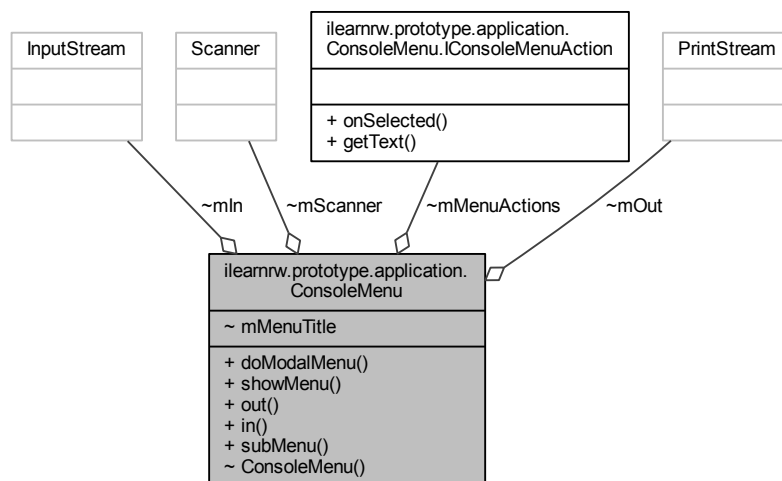 InputStream
Scanner
ilearnrw.prototype.application.
ConsoleMenu.IConsoleMenuAction
+ onSelected()
+ getText()
PrintStream
~mIn
~mScanner
~mMenuActions
~mOut
ilearnrw.prototype.application.
ConsoleMenu
~ mMenuTitle
+ doModalMenu()
+ showMenu()
+ out()
+ in()
+ subMenu()
~ ConsoleMenu()